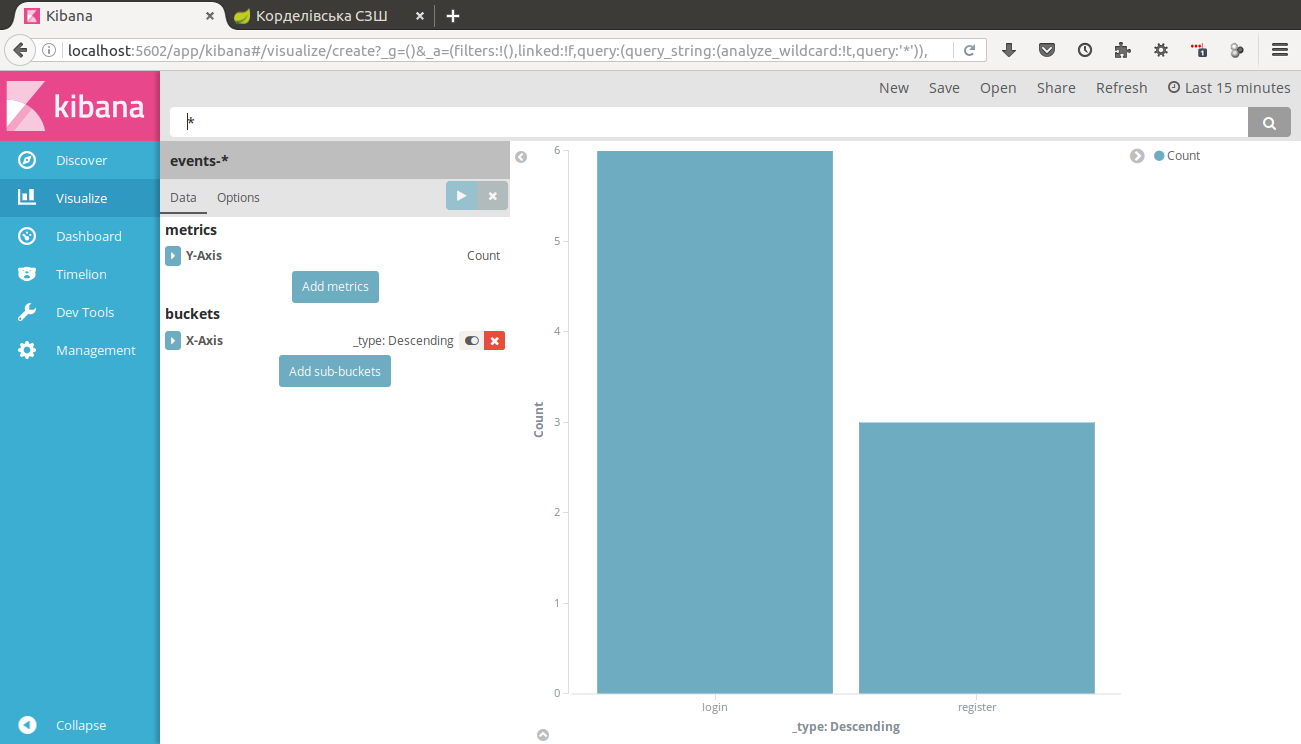 Kibana
Корделівська СЗШ
localhost:5602/app/kibana#/visualize/create?_g=()&_a=(filters:!(),linked:!f,query:(query_string:(analyze_wildcard:!t,query:'*')),
1
kibana
New Save Open Share Refresh Last 15 minutes
*
Discover
Visualize
Dashboard
Timelion
Dev Tools
Management
Collapse
events-*
Data Options
metrics
Y-Axis Count
Add metrics
buckets
X-Axis _type: Descending
Add sub-buckets
Count
6
5
4
3
2
1
0
Count
login register
_type: Descending